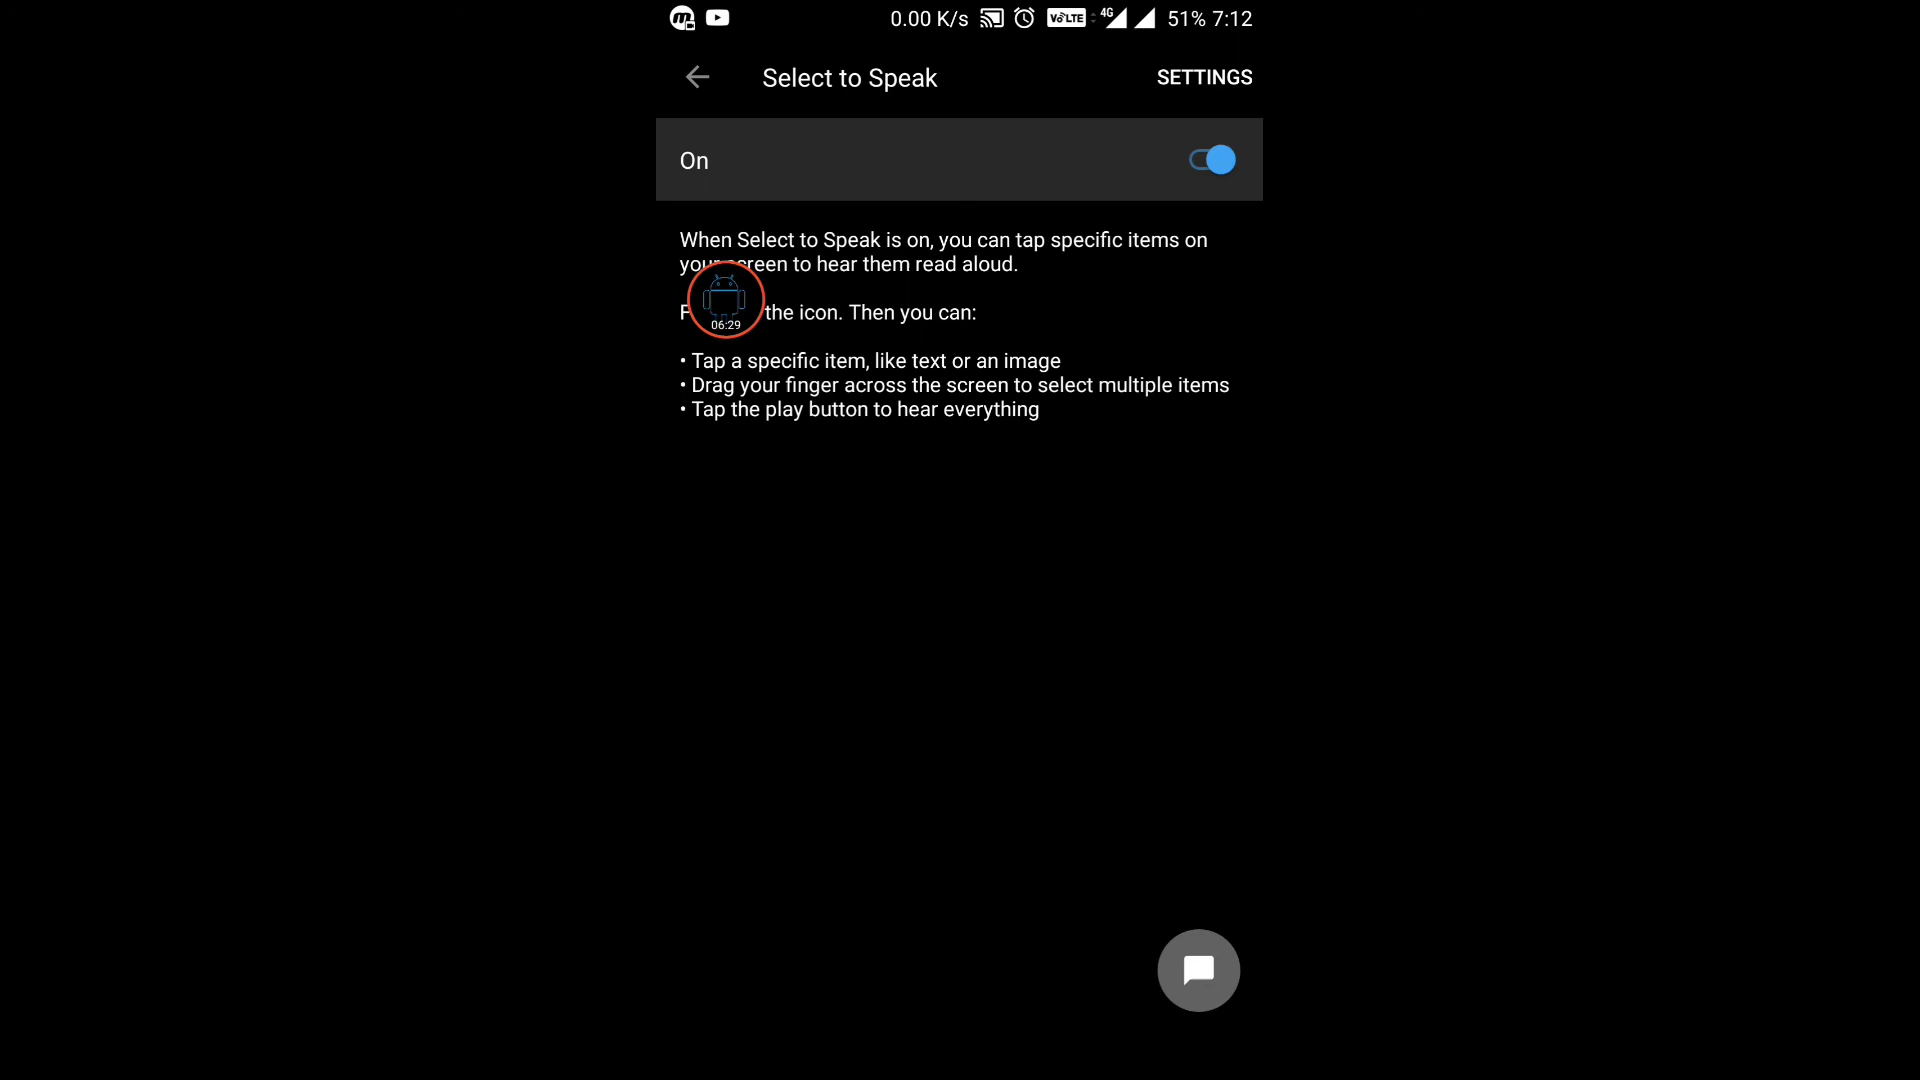 0.00 K/s VoLTE 4G 51% 7:12
Select to Speak SETTINGS
On
When Select to Speak is on, you can tap specific items on
your screen to hear them read aloud.
06:29
the icon. Then you can:
• Tap a specific item, like text or an image
• Drag your finger across the screen to select multiple items
• Tap the play button to hear everything